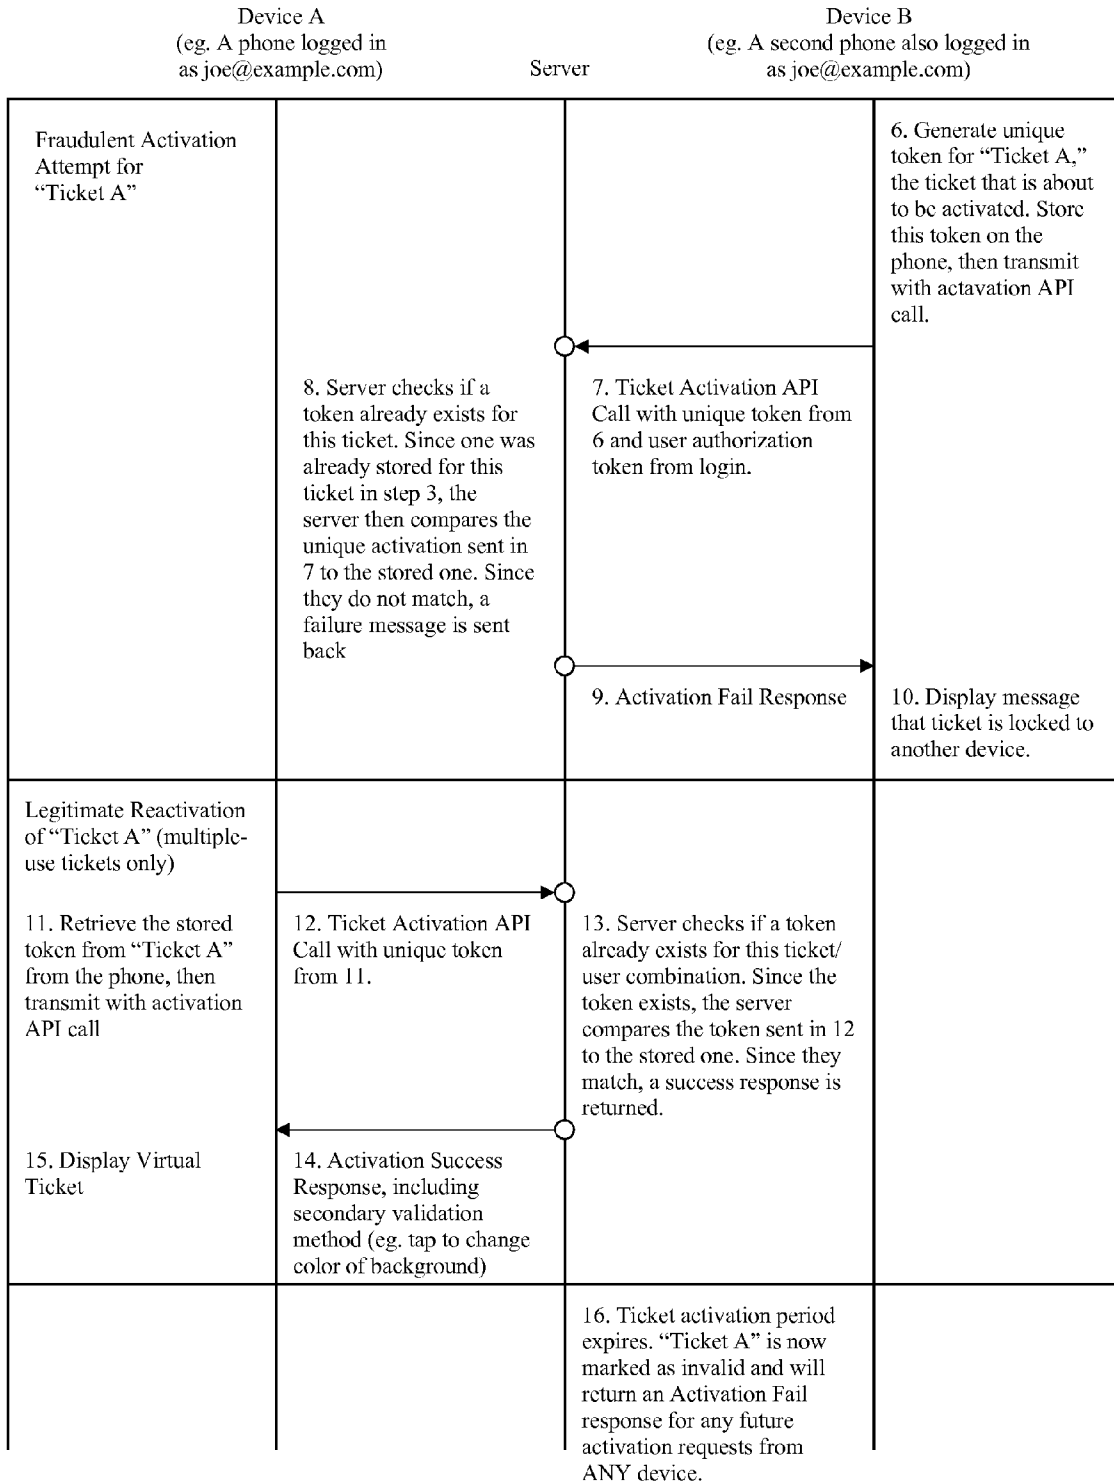 Device A
(eg. A phone logged in
as joe@example.com)
Server
Device B
(eg. A second phone also logged in
as joe@example.com)
Fraudulent Activation
Attempt for
“Ticket A”
6. Generate unique
token for “Ticket A,”
the ticket that is about
to be activated. Store
this token on the
phone, then transmit
with actavation API
call.
8. Server checks if a
token already exists for
this ticket. Since one was
already stored for this
ticket in step 3, the
server then compares the
unique activation sent in
7 to the stored one. Since
they do not match, a
failure message is sent
back
7. Ticket Activation API
Call with unique token from
6 and user authorization
token from login.
9. Activation Fail Response
10. Display message
that ticket is locked to
another device.
Legitimate Reactivation
of “Ticket A” (multiple-
use tickets only)
11. Retrieve the stored
token from “Ticket A”
from the phone, then
transmit with activation
API call
12. Ticket Activation API
Call with unique token
from 11.
13. Server checks if a token
already exists for this ticket/
user combination. Since the
token exists, the server
compares the token sent in 12
to the stored one. Since they
match, a success response is
returned.
15. Display Virtual
Ticket
14. Activation Success
Response, including
secondary validation
method (eg. tap to change
color of background)
16. Ticket activation period
expires. “Ticket A” is now
marked as invalid and will
return an Activation Fail
response for any future
activation requests from
ANY device.